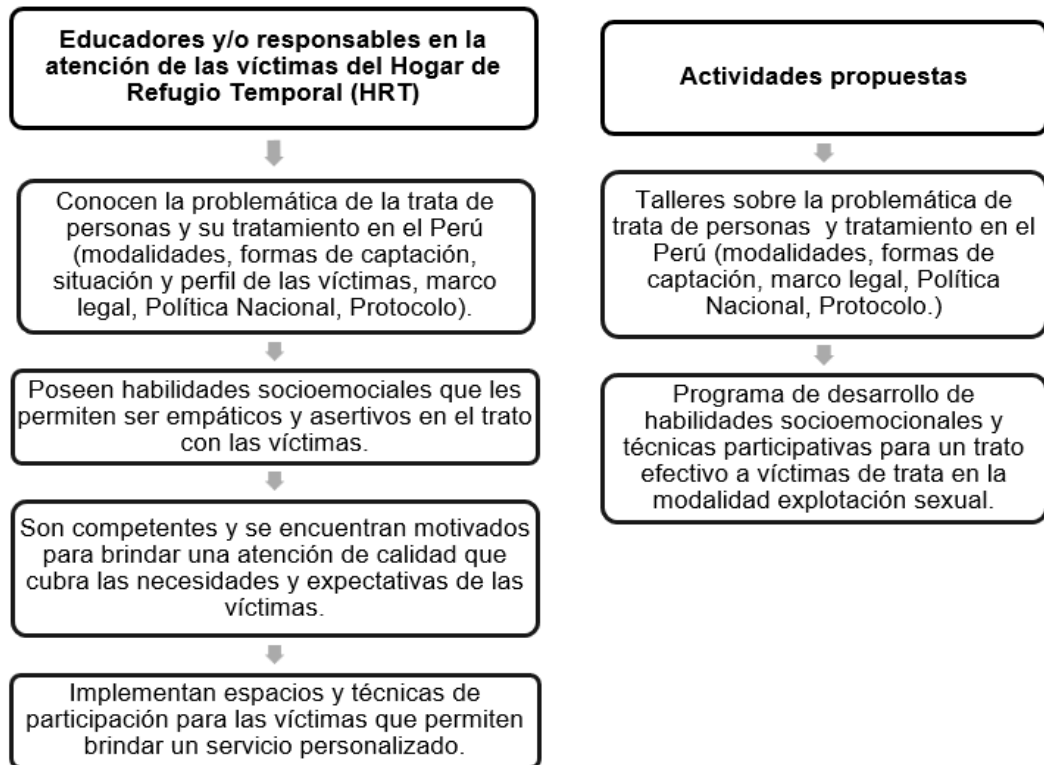 Educadores y/o responsables en la
atención de las víctimas del Hogar de
Refugio Temporal (HRT)
Conocen la problemática de la trata de
personas y su tratamiento en el Perú
(modalidades, formas de captación,
situación y perfil de las víctimas, marco
legal, Política Nacional, Protocolo).
Poseen habilidades socioemociales que les
permiten ser empáticos y asertivos en el trato
con las víctimas.
Son competentes y se encuentran motivados
para brindar una atención de calidad que
cubra las necesidades y expectativas de las
víctimas.
Implementan espacios y técnicas de
participación para las víctimas que permiten
brindar un servicio personalizado.
Actividades propuestas
Talleres sobre la problemática de
trata de personas y tratamiento en el
Perú (modalidades, formas de
captación, marco legal, Política
Nacional, Protocolo.)
Programa de desarrollo de
habilidades socioemocionales y
técnicas participativas para un trato
efectivo a víctimas de trata en la
modalidad explotación sexual.